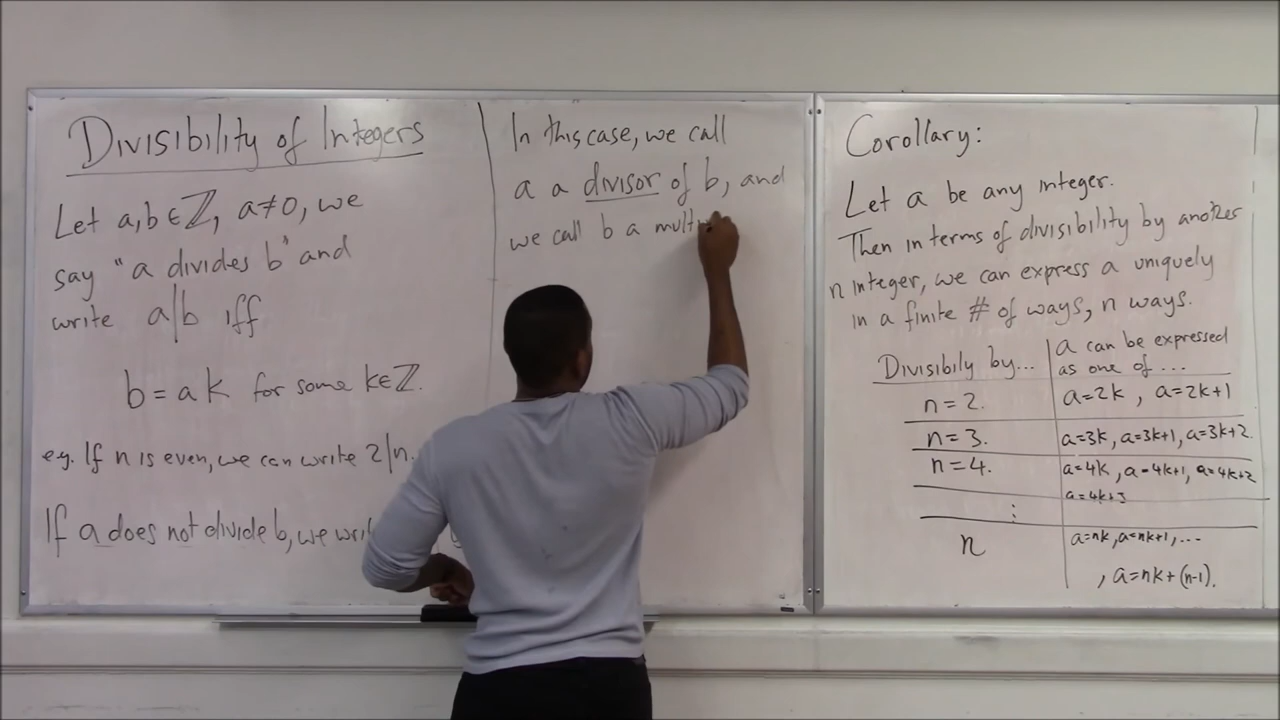 Divisibility of Integers
Let a,b∈ℤ, a≠0, we
say "a divides b" and
write a|b iff
b = a k for some k∈ℤ.
e.g. If n is even, we can write 2|n.
If a does not divide b, we wri
In this case, we call
a a divisor of b, and
we call b a mult
Corollary:
Let a be any integer.
Then in terms of divisibility by another
integer, we can express a uniquely
n
in a finite # of ways, n ways.
Divisibily by... a can be expressed
as one of ...
n=2. a=2k, a=2k+1
n=3. a=3k, a=3k+1, a=3k+2.
n=4. a=4k, a=4k+1, a=4k+2
a=4k+3
:
n a=nk, a=nk+1, ...
, a=nk+(n-1).